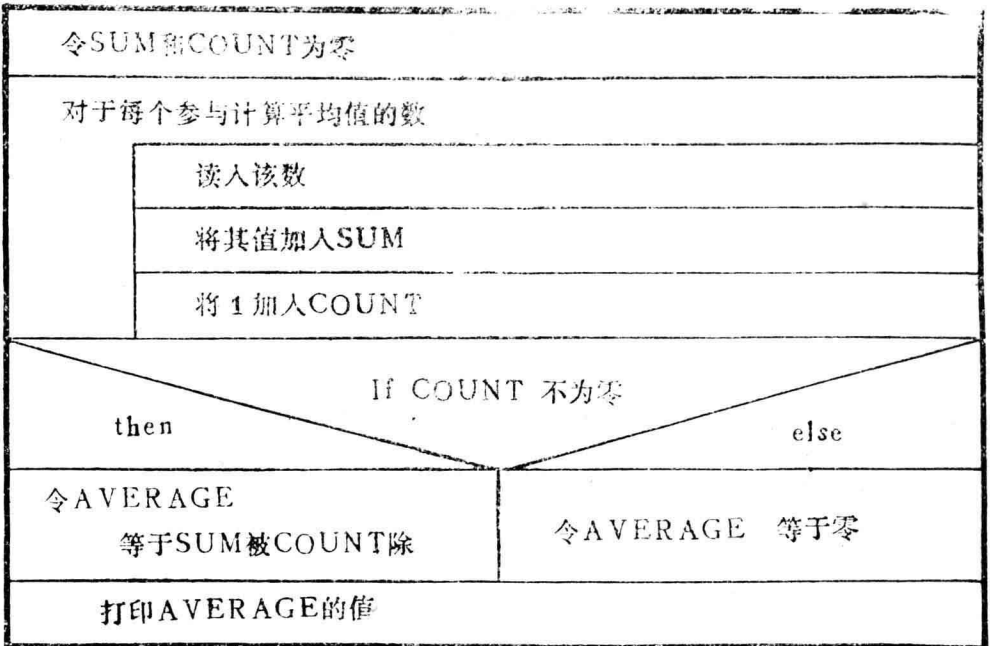 令SUM和COUNT为零
对于每个参与计算平均值的数
读入该数
将其值加入SUM
将1加入COUNT
If COUNT 不为零
then
else
令AVERAGE
等于SUM被COUNT除
令AVERAGE 等于零
打印AVERAGE的值